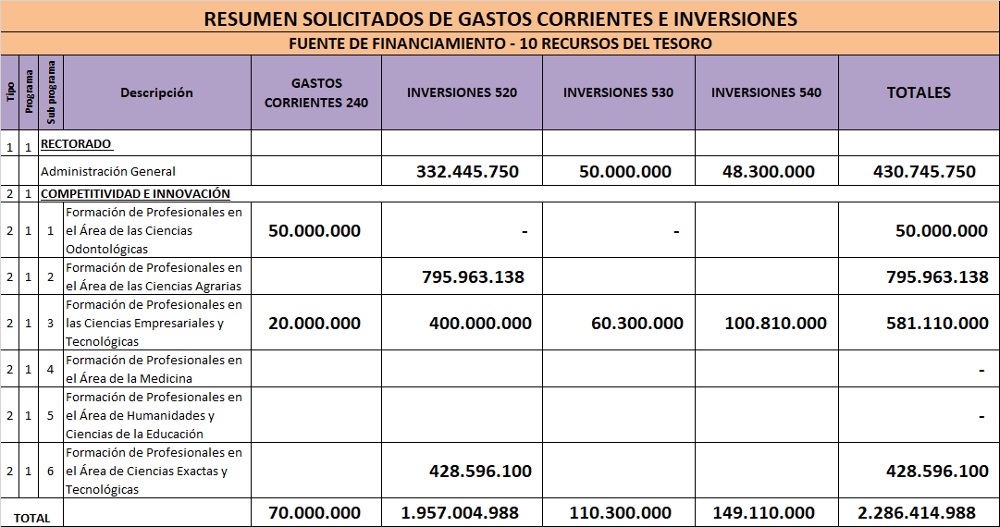 RESUMEN SOLICITADOS DE GASTOS CORRIENTES E INVERSIONES
FUENTE DE FINANCIAMIENTO - 10 RECURSOS DEL TESORO
Tipo Programa Sub programa Descripción GASTOS CORRIENTES 240 INVERSIONES 520 INVERSIONES 530 INVERSIONES 540 TOTALES
1 1 RECTORADO
Administración General 332.445.750 50.000.000 48.300.000 430.745.750
2 1 COMPETITIVIDAD E INNOVACIÓN
Formación de Profesionales en
2 1 1 el Área de las Ciencias 50.000.000 - - 50.000.000
Odontológicas
Formación de Profesionales en
2 1 2 el Área de las Ciencias Agrarias 795.963.138 795.963.138
Formación de Profesionales en
2 1 3 las Ciencias Empresariales y 20.000.000 400.000.000 60.300.000 100.810.000 581.110.000
Tecnológicas
Formación de Profesionales en
2 1 4 el Área de la Medicina -
Formación de Profesionales en
2 1 5 el Área de Humanidades y -
Ciencias de la Educación
Formación de Profesionales en
2 1 6 el Área de Ciencias Exactas y 428.596.100 428.596.100
Tecnológicas
TOTAL 70.000.000 1.957.004.988 110.300.000 149.110.000 2.286.414.988